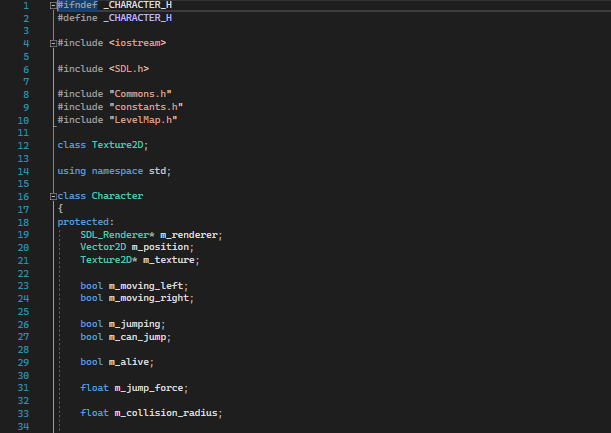 1 #ifndef _CHARACTER_H
2 #define _CHARACTER_H
3
4 #include <iostream>
5
6 #include <SDL.h>
7
8 #include "Commons.h"
9 #include "constants.h"
10 #include "LevelMap.h"
11
12 class Texture2D;
13
14 using namespace std;
15
16 class Character
17 {
18 protected:
19 SDL_Renderer* m_renderer;
20 Vector2D m_position;
21 Texture2D* m_texture;
22
23 bool m_moving_left;
24 bool m_moving_right;
25
26 bool m_jumping;
27 bool m_can_jump;
28
29 bool m_alive;
30
31 float m_jump_force;
32
33 float m_collision_radius;
34